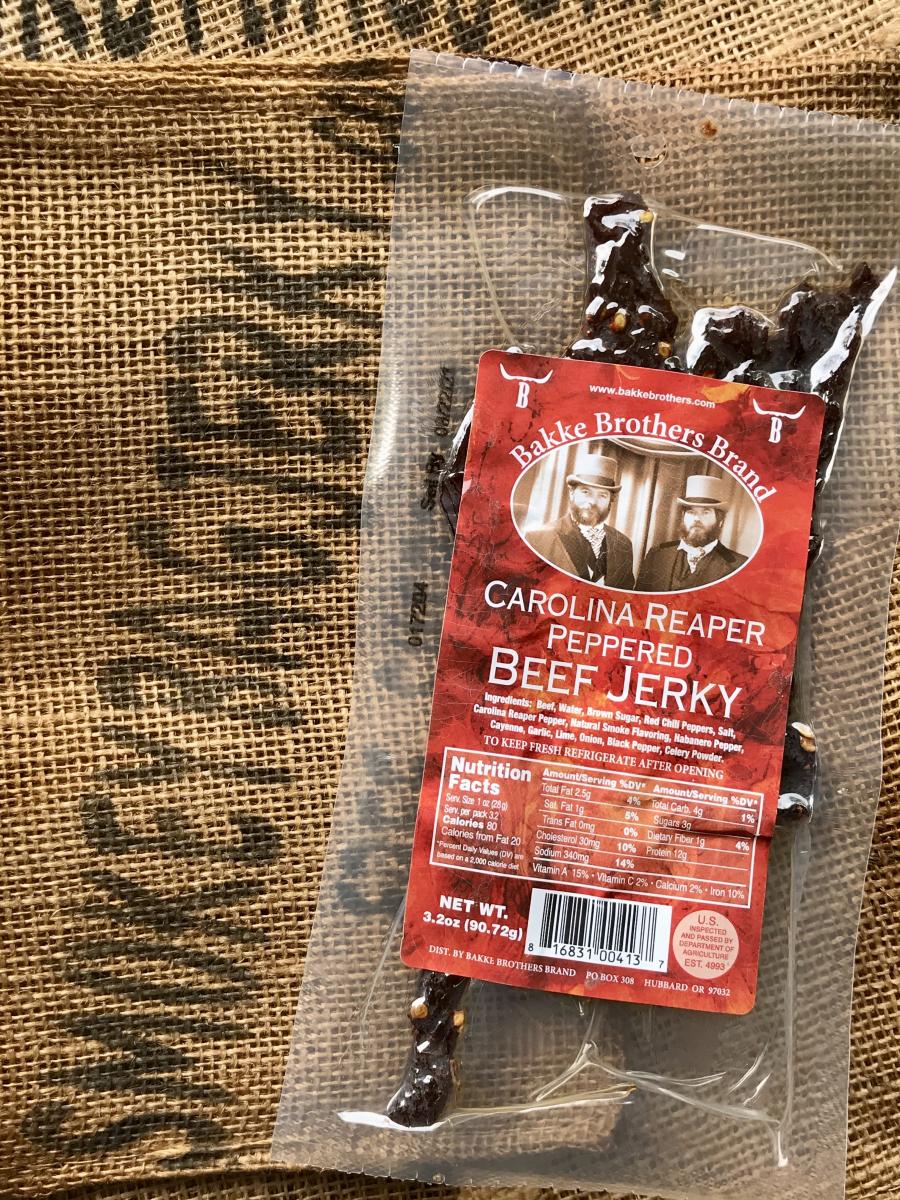 www.bakkebrothers.com
B
B
Bakke Brothers Brand
CAROLINA REAPER
PEPPERED
BEEF JERKY
Ingredients: Beef, Water, Brown Sugar, Red Chili Peppers, Salt,
Carolina Reaper Pepper, Natural Smoke Flavoring, Habanero Pepper,
Cayenne, Garlic, Lime, Onion, Black Pepper, Celery Powder.
TO KEEP FRESH REFRIGERATE AFTER OPENING
Nutrition
Facts
Serv. Size 1 oz (28g)
Serv. per pack 3.2
Calories 80
Calories from Fat 20
*Percent Daily Values (DV) are
based on a 2,000 calorie diet
Amount/Serving %DV*
Total Fat 2.5g 4%
Sat. Fat 1g 5%
Trans Fat 0mg 0%
Cholesterol 30mg 10%
Sodium 340mg 14%
Amount/Serving %DV*
Total Carb. 4g 1%
Sugars 3g
Dietary Fiber 1g 4%
Protein 12g
Vitamin A 15% • Vitamin C 2% • Calcium 2% • Iron 10%
NET WT.
3.2oz (90.72g)
8 16831 00413 7
U.S.
INSPECTED
AND PASSED BY
DEPARTMENT OF
AGRICULTURE
EST. 4993
DIST. BY BAKKE BROTHERS BRAND PO BOX 308 HUBBARD OR 97032
017204